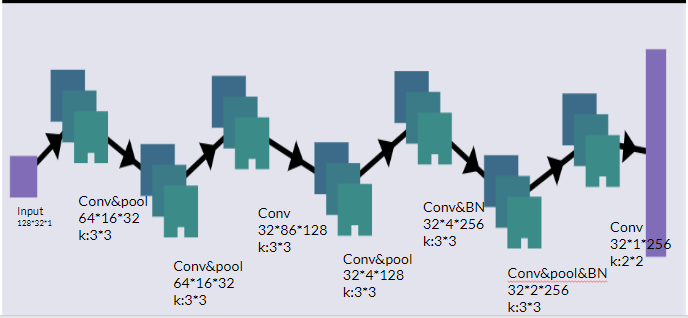 Input
128*32*1
Conv&pool
64*16*32
k:3*3
Conv&pool
64*16*32
k:3*3
Conv
32*86*128
k:3*3
Conv&pool
32*4*128
k:3*3
Conv&BN
32*4*256
k:3*3
Conv&pool&BN
32*2*256
k:3*3
Conv
32*1*256
k:2*2